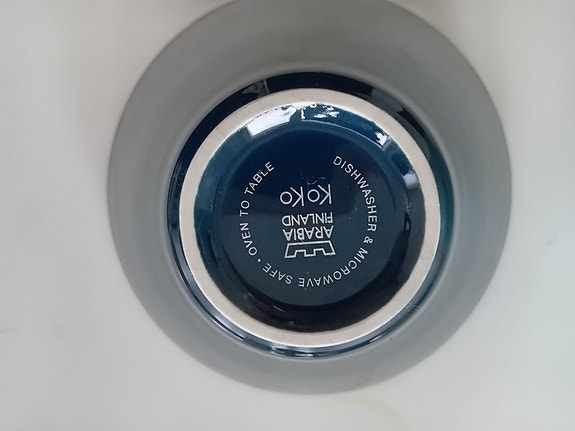 ARABIA
FINLAND
KoKo
DISHWASHER & MICROWAVE SAFE • OVEN TO TABLE